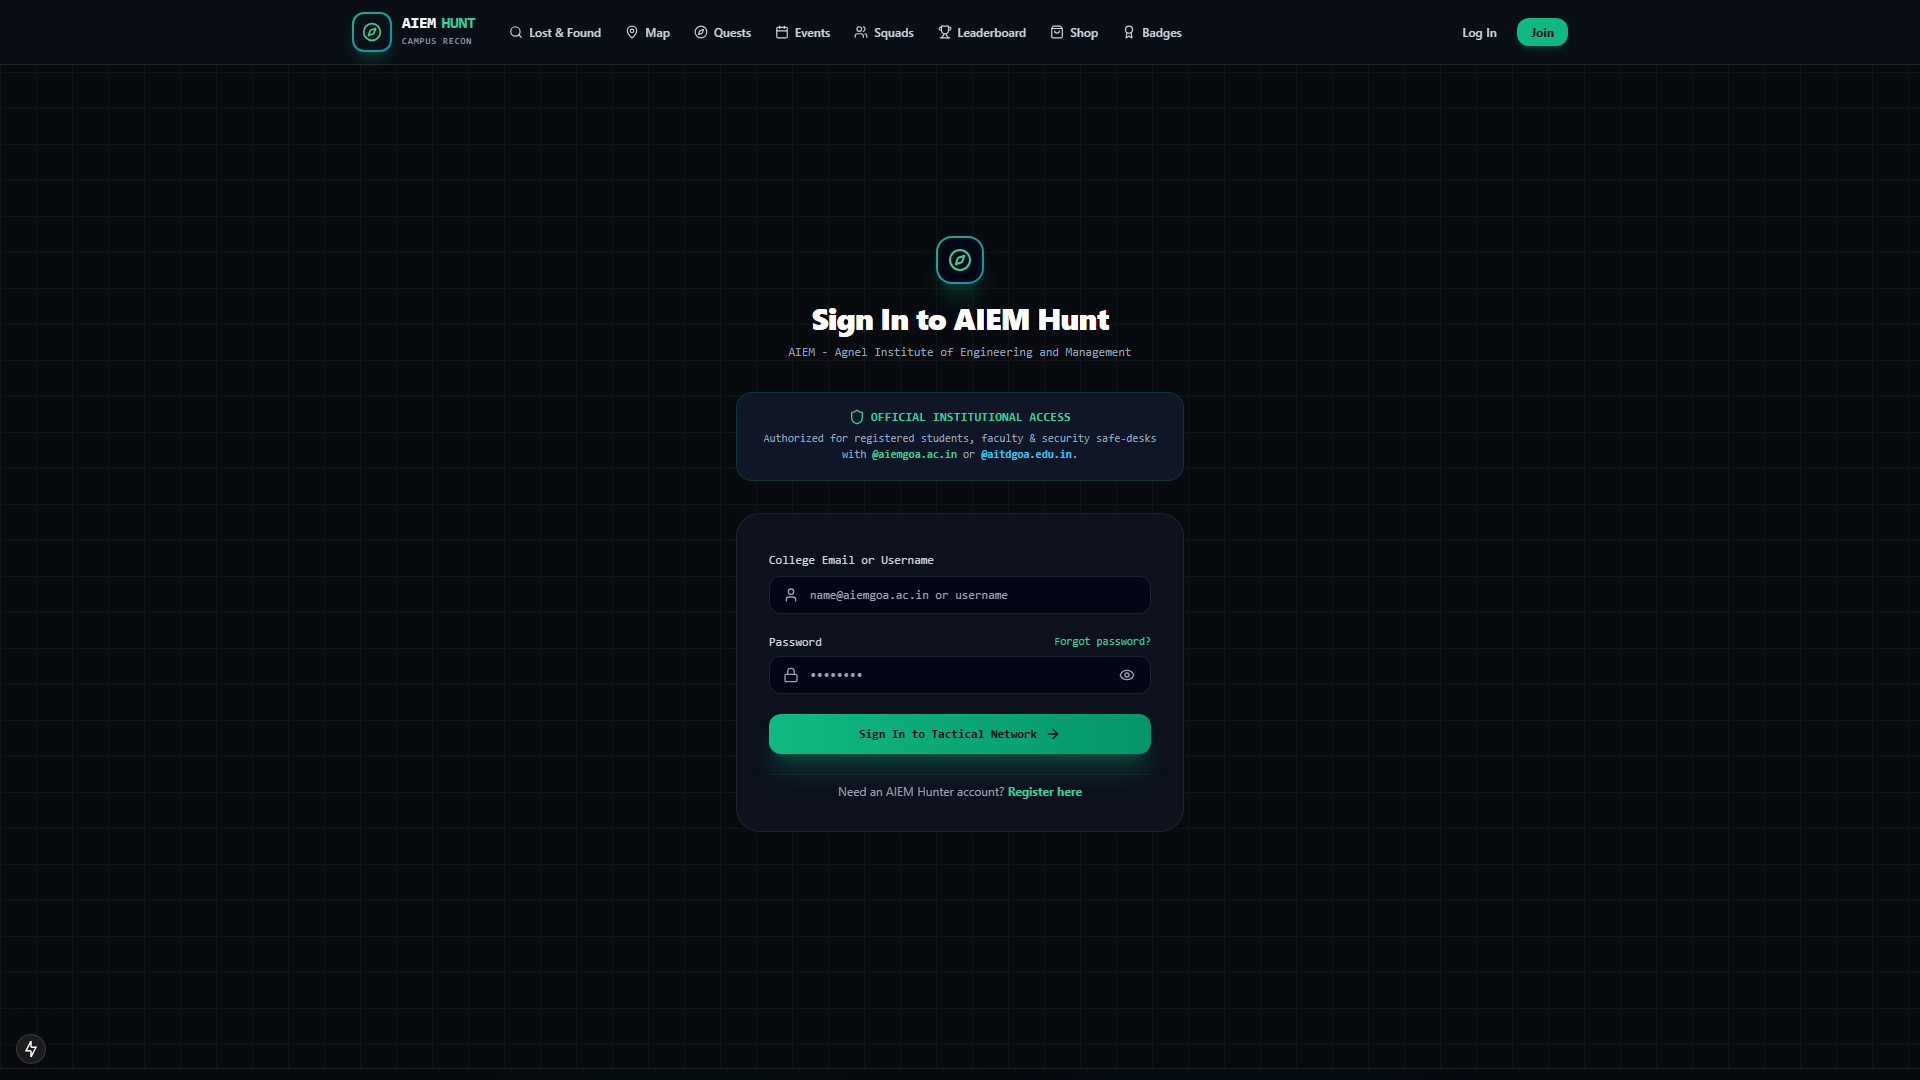 AIEM HUNT
CAMPUS RECON
Lost & Found
Map
Quests
Events
Squads
Leaderboard
Shop
Badges
Log In
Join
Sign In to AIEM Hunt
AIEM - Agnel Institute of Engineering and Management
OFFICIAL INSTITUTIONAL ACCESS
Authorized for registered students, faculty & security safe-desks
with @aiemgoa.ac.in or @aitdgoa.edu.in.
College Email or Username
name@aiemgoa.ac.in or username
Password
Forgot password?
••••••••
Sign In to Tactical Network
Need an AIEM Hunter account? Register here